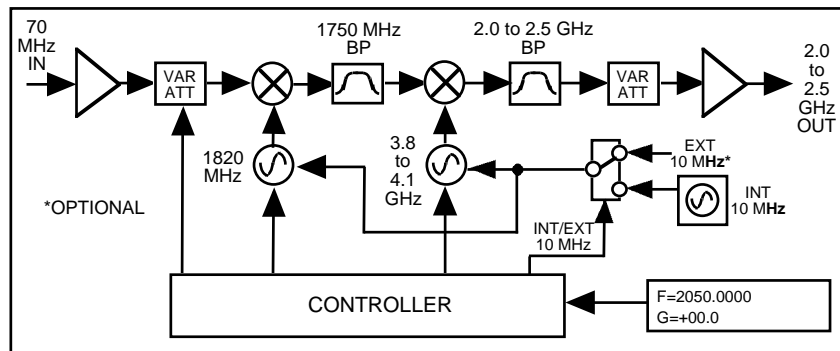 70
MHz
IN
1750 MHz
BP
2.0 to 2.5 GHz
BP
2.0
to
2.5
GHz
OUT
VAR
ATT
VAR
ATT
1820
MHz
3.8
to
4.1
GHz
EXT
10 MHz*
INT
10 MHz
*OPTIONAL
INT/EXT
10 MHz
CONTROLLER
F=2050.0000
G=+00.0